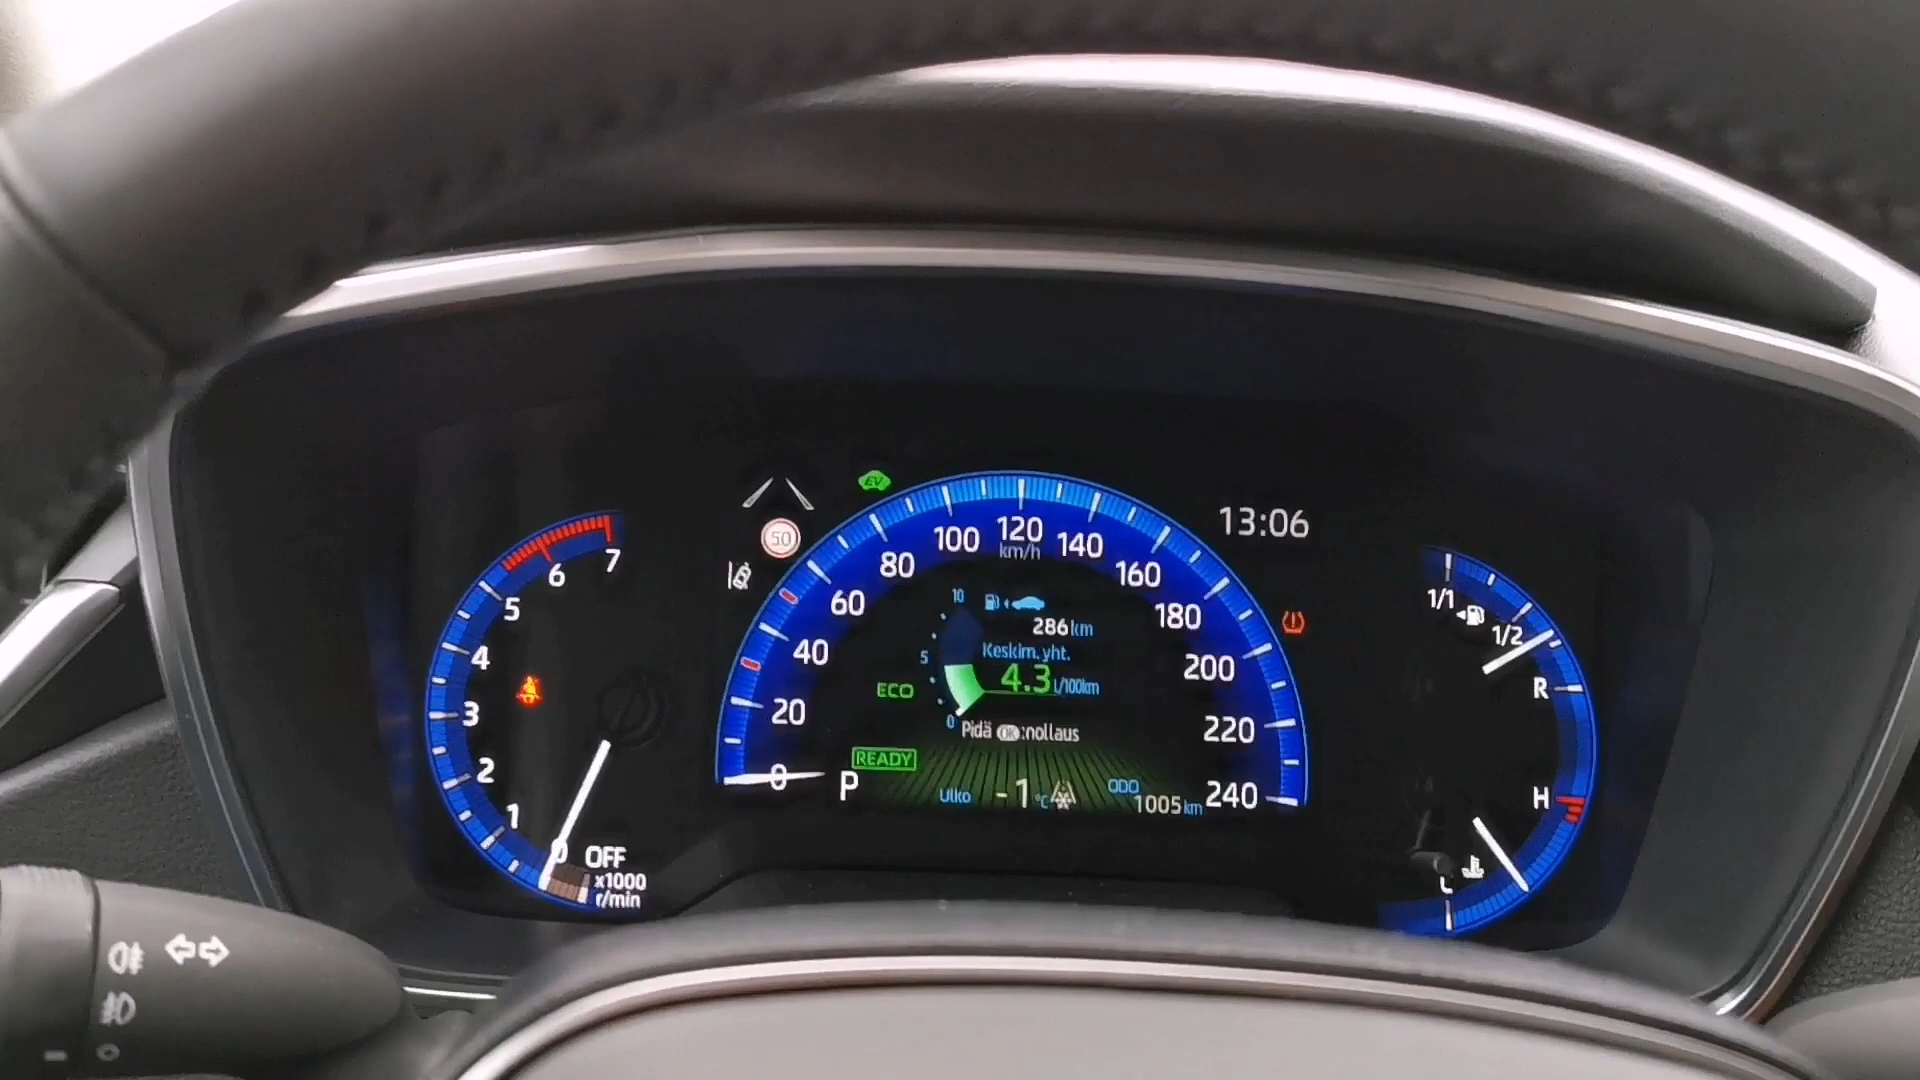 EV
50
13:06
7
6
5
4
3
2
1
0
OFF
x1000
r/min
0
20
40
60
80
100
120
140
160
180
200
220
240
km/h
10
5
0
286 km
Keskim. yht.
4.3 L/100km
ECO
Pidä OK :nollaus
READY
P
Ulko -1 °C
ODO
1005 km
1/1
1/2
R
H
L